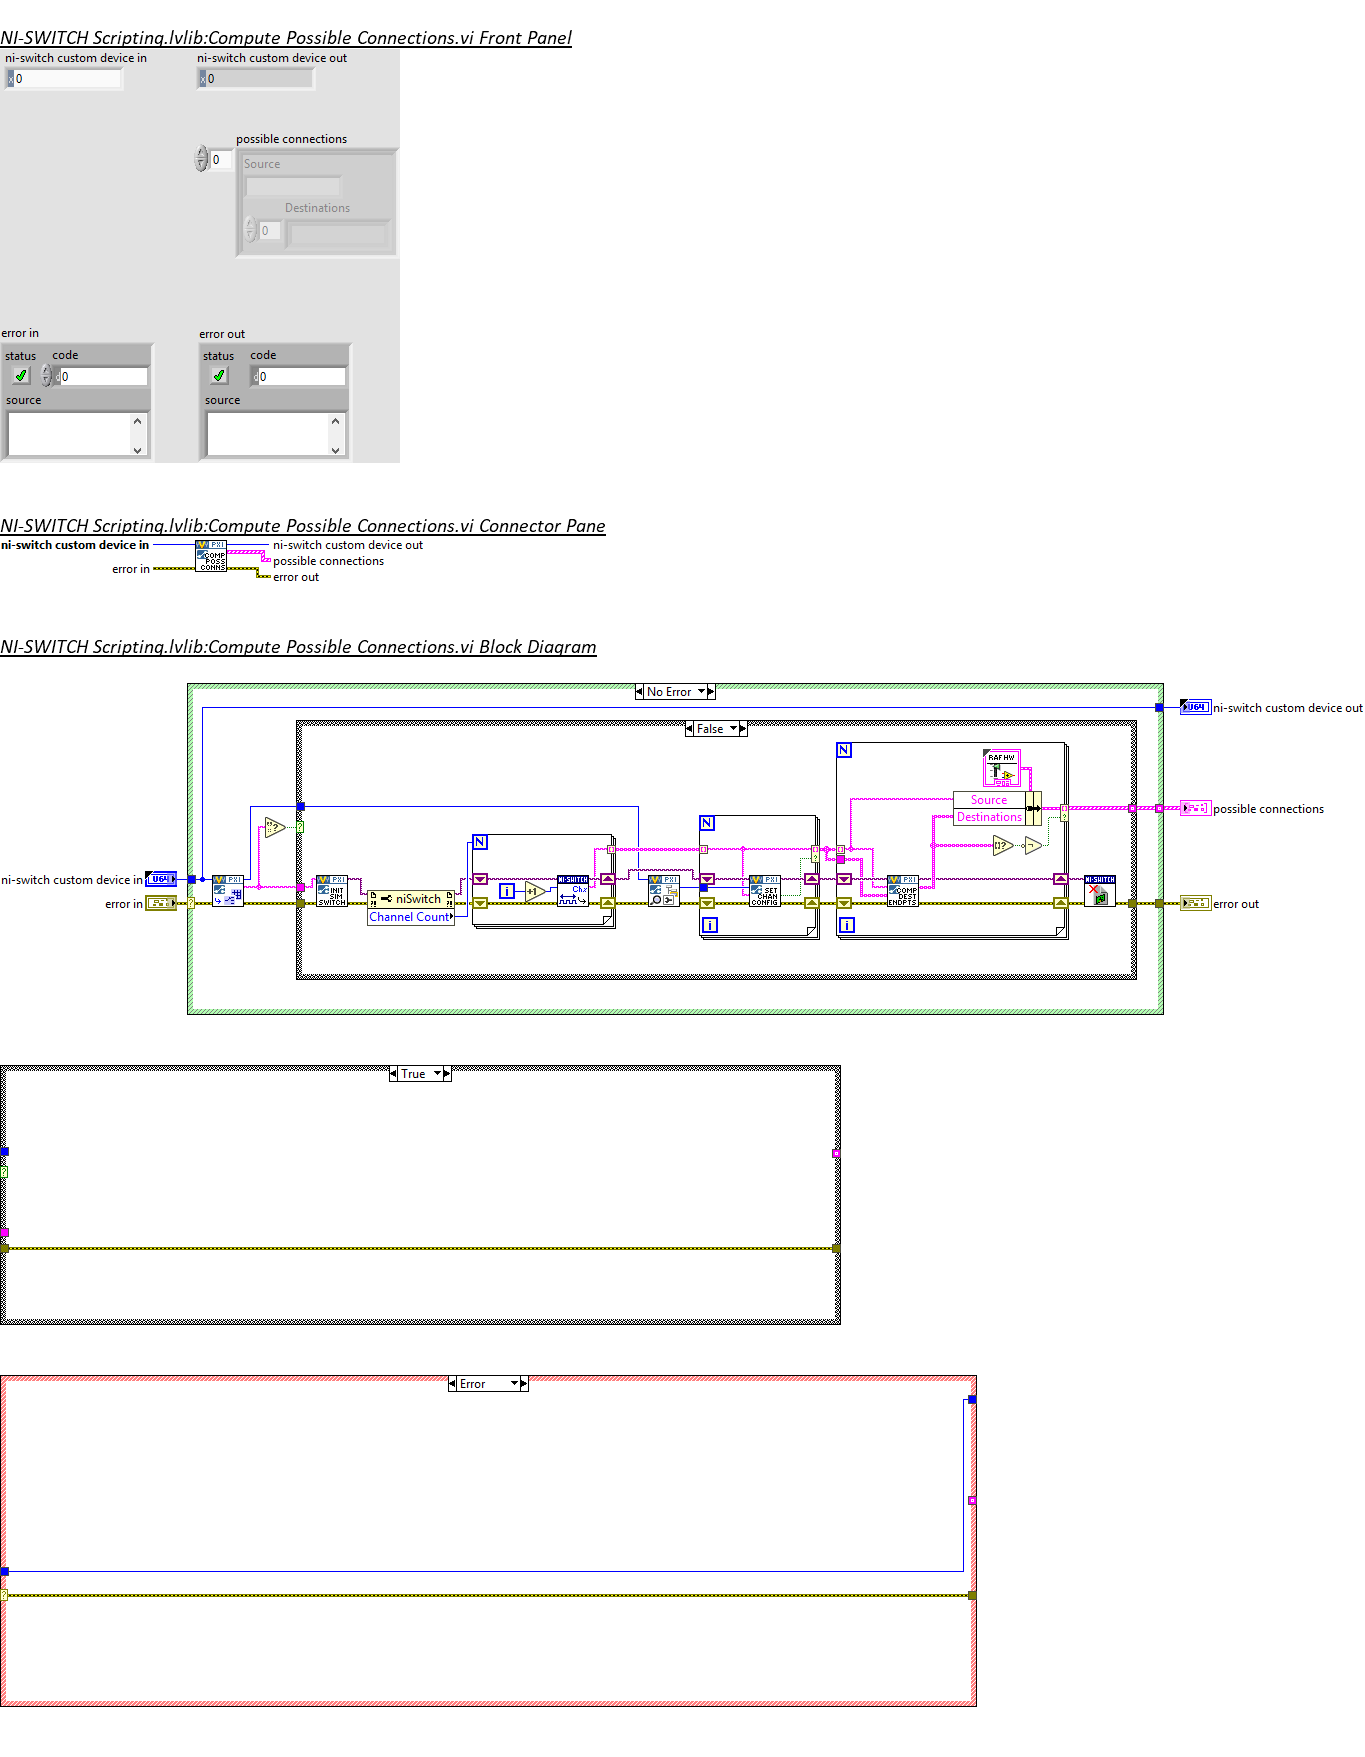 NI-SWITCH Scripting.lvlib:Compute Possible Connections.vi Front Panel
ni-switch custom device in
ni-switch custom device out
x 0
x 0
possible connections
0
Source
Destinations
0
error in
error out
status code
status code
d 0
d 0
source
source
NI-SWITCH Scripting.lvlib:Compute Possible Connections.vi Connector Pane
ni-switch custom device in
PXI
COMP
POSS
CONNS
ni-switch custom device out
possible connections
error in
error out
NI-SWITCH Scripting.lvlib:Compute Possible Connections.vi Block Diagram
No Error
U64
ni-switch custom device out
False
N
RAF HW
Source
Destinations
possible connections
N
N
ni-switch custom device in
U64
PXI
PXI
INIT
SIM
SWITCH
niSwitch
Channel Count
i
+1
NI-SWITCH
Chx
PXI
PXI
SET
CHAN
CONFIG
i
PXI
COMP
DEST
ENDPTS
i
NI-SWITCH
error in
error out
True
Error